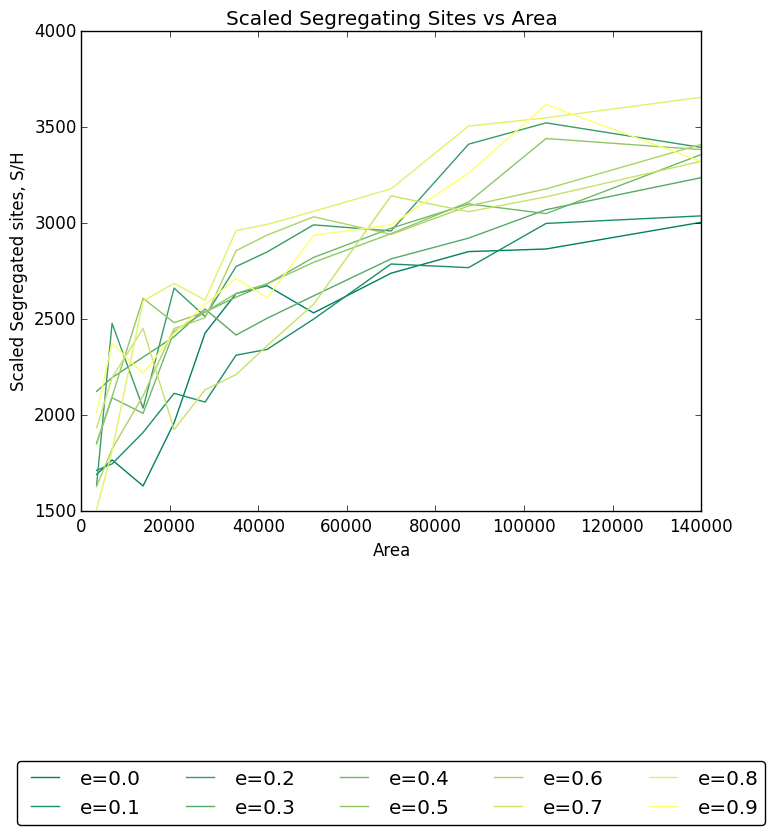 Scaled Segregating Sites vs Area
Scaled Segregated sites, S/H
4000
3500
3000
2500
2000
1500
0 20000 40000 60000 80000 100000 120000 140000
Area
e=0.0 e=0.2 e=0.4 e=0.6 e=0.8
e=0.1 e=0.3 e=0.5 e=0.7 e=0.9